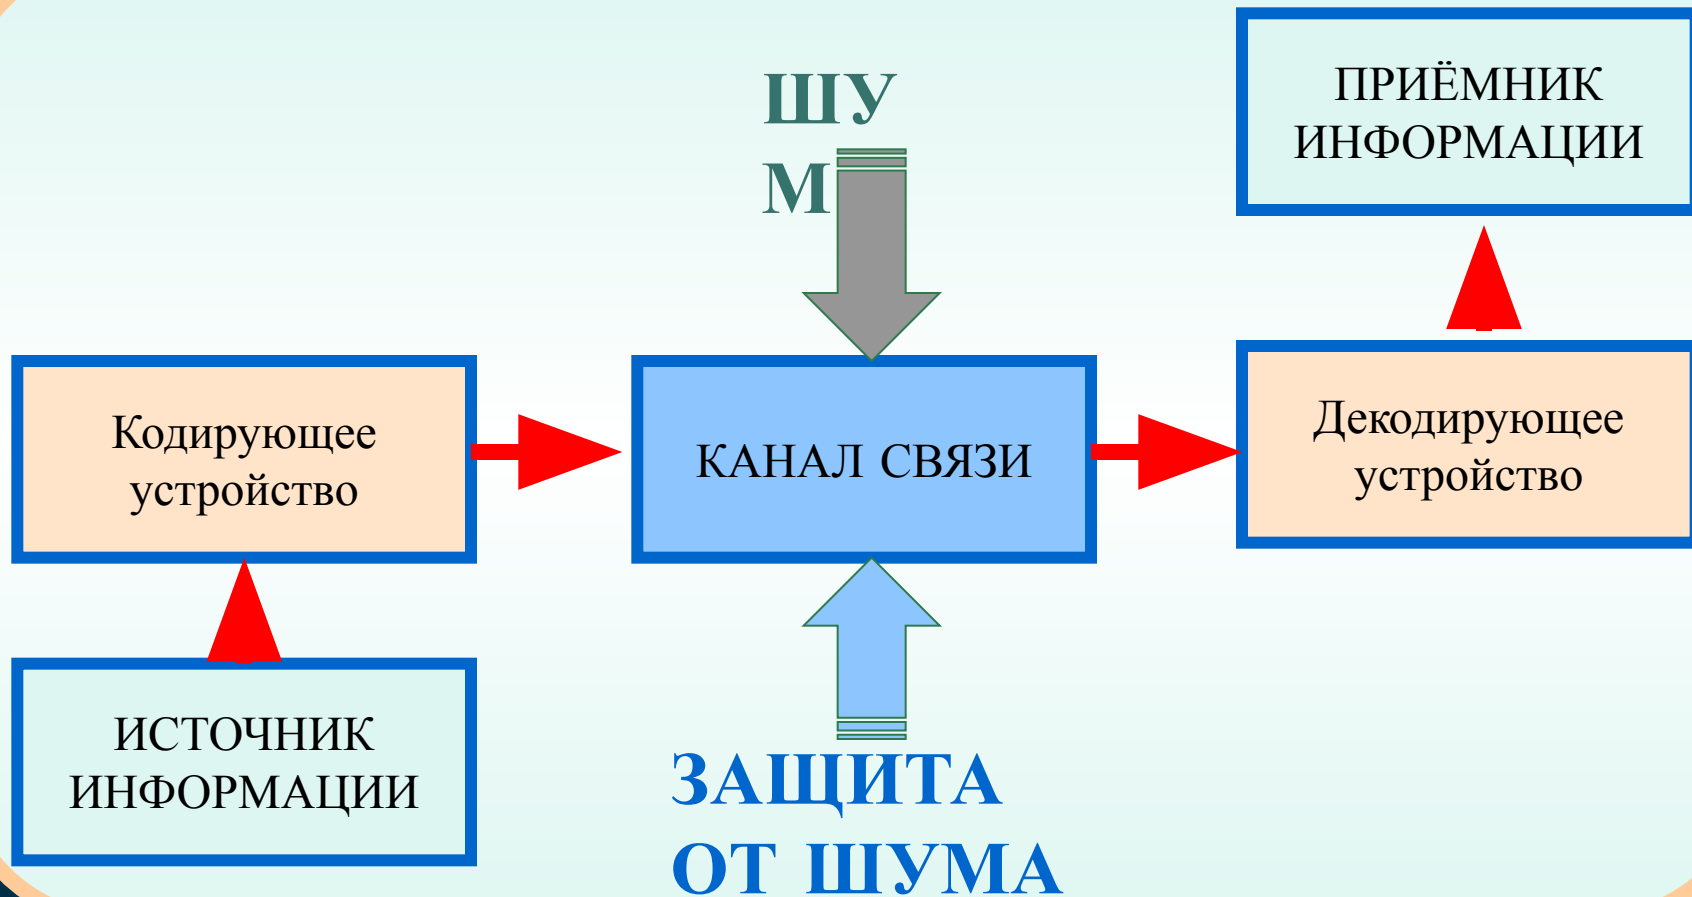 ШУ
М
ПРИЁМНИК
ИНФОРМАЦИИ
Кодирующее
устройство
КАНАЛ СВЯЗИ
Декодирующее
устройство
ИСТОЧНИК
ИНФОРМАЦИИ
ЗАЩИТА
ОТ ШУМА